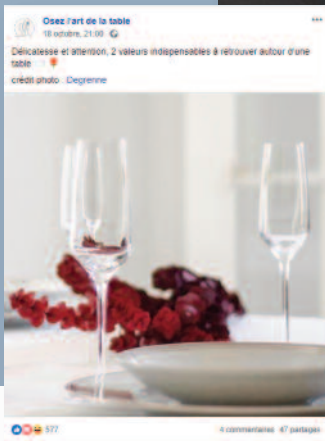 Osez l'art de la table
18 octobre, 21:00
Délicatesse et attention, 2 valeurs indispensables à retrouver autour d'une
table
crédit photo : Degrenne
577
4 commentaires 47 partages